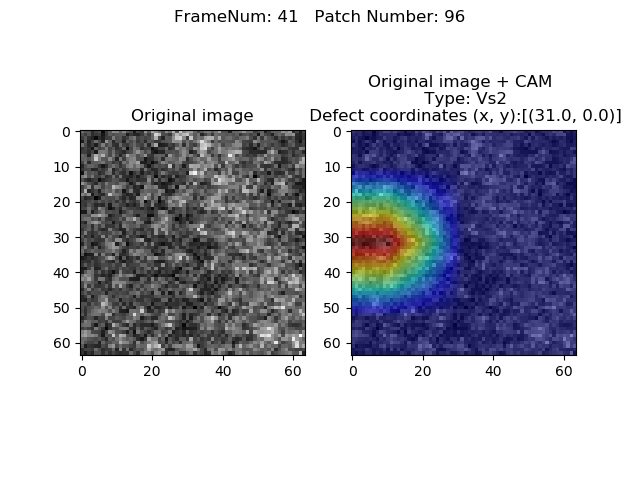 FrameNum: 41   Patch Number: 96
Original image
Original image + CAM
Type: Vs2
Defect coordinates (x, y):[(31.0, 0.0)]
0
10
20
30
40
50
60
0 20 40 60
0
10
20
30
40
50
60
0 20 40 60